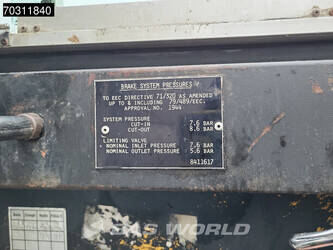 70311840
BRAKE SYSTEM PRESSURES
TO EEC DIRECTIVE 71/320 AS AMENDED
UP TO & INCLUDING 79/489/EEC.
APPROVAL NO. 1944
SYSTEM PRESSURE
CUT-IN 7.6 BAR
CUT-OUT 8.6 BAR
LIMITING VALVE
NOMINAL INLET PRESSURE 7.6 BAR
NOMINAL OUTLET PRESSURE 5.6 BAR
8411617
BAS WORLD